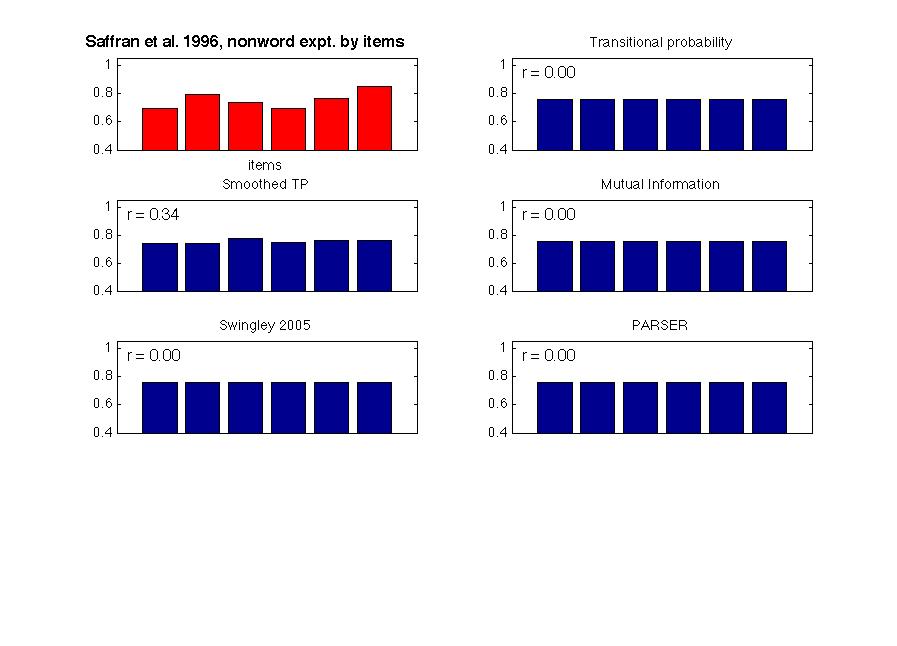 Saffran et al. 1996, nonword expt. by items
1
0.8
0.6
0.4
items
Transitional probability
r = 0.00
1
0.8
0.6
0.4
Smoothed TP
r = 0.34
1
0.8
0.6
0.4
Mutual Information
r = 0.00
1
0.8
0.6
0.4
Swingley 2005
r = 0.00
1
0.8
0.6
0.4
PARSER
r = 0.00
1
0.8
0.6
0.4